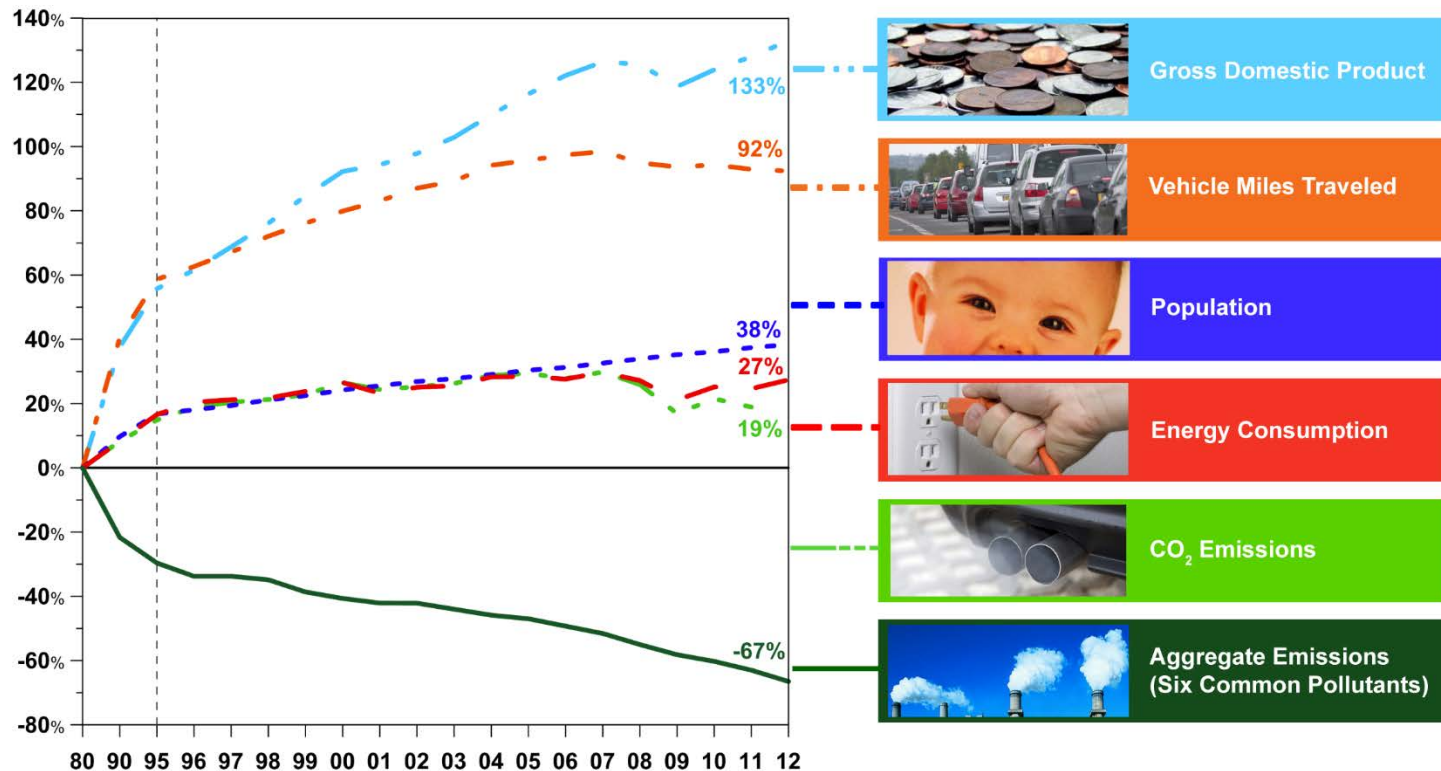 140%
120%
100%
80%
60%
40%
20%
0%
-20%
-40%
-60%
-80%
80 90 95 96 97 98 99 00 01 02 03 04 05 06 07 08 09 10 11 12
133%
92%
38%
27%
19%
-67%
Gross Domestic Product
Vehicle Miles Traveled
Population
Energy Consumption
CO₂ Emissions
Aggregate Emissions
(Six Common Pollutants)